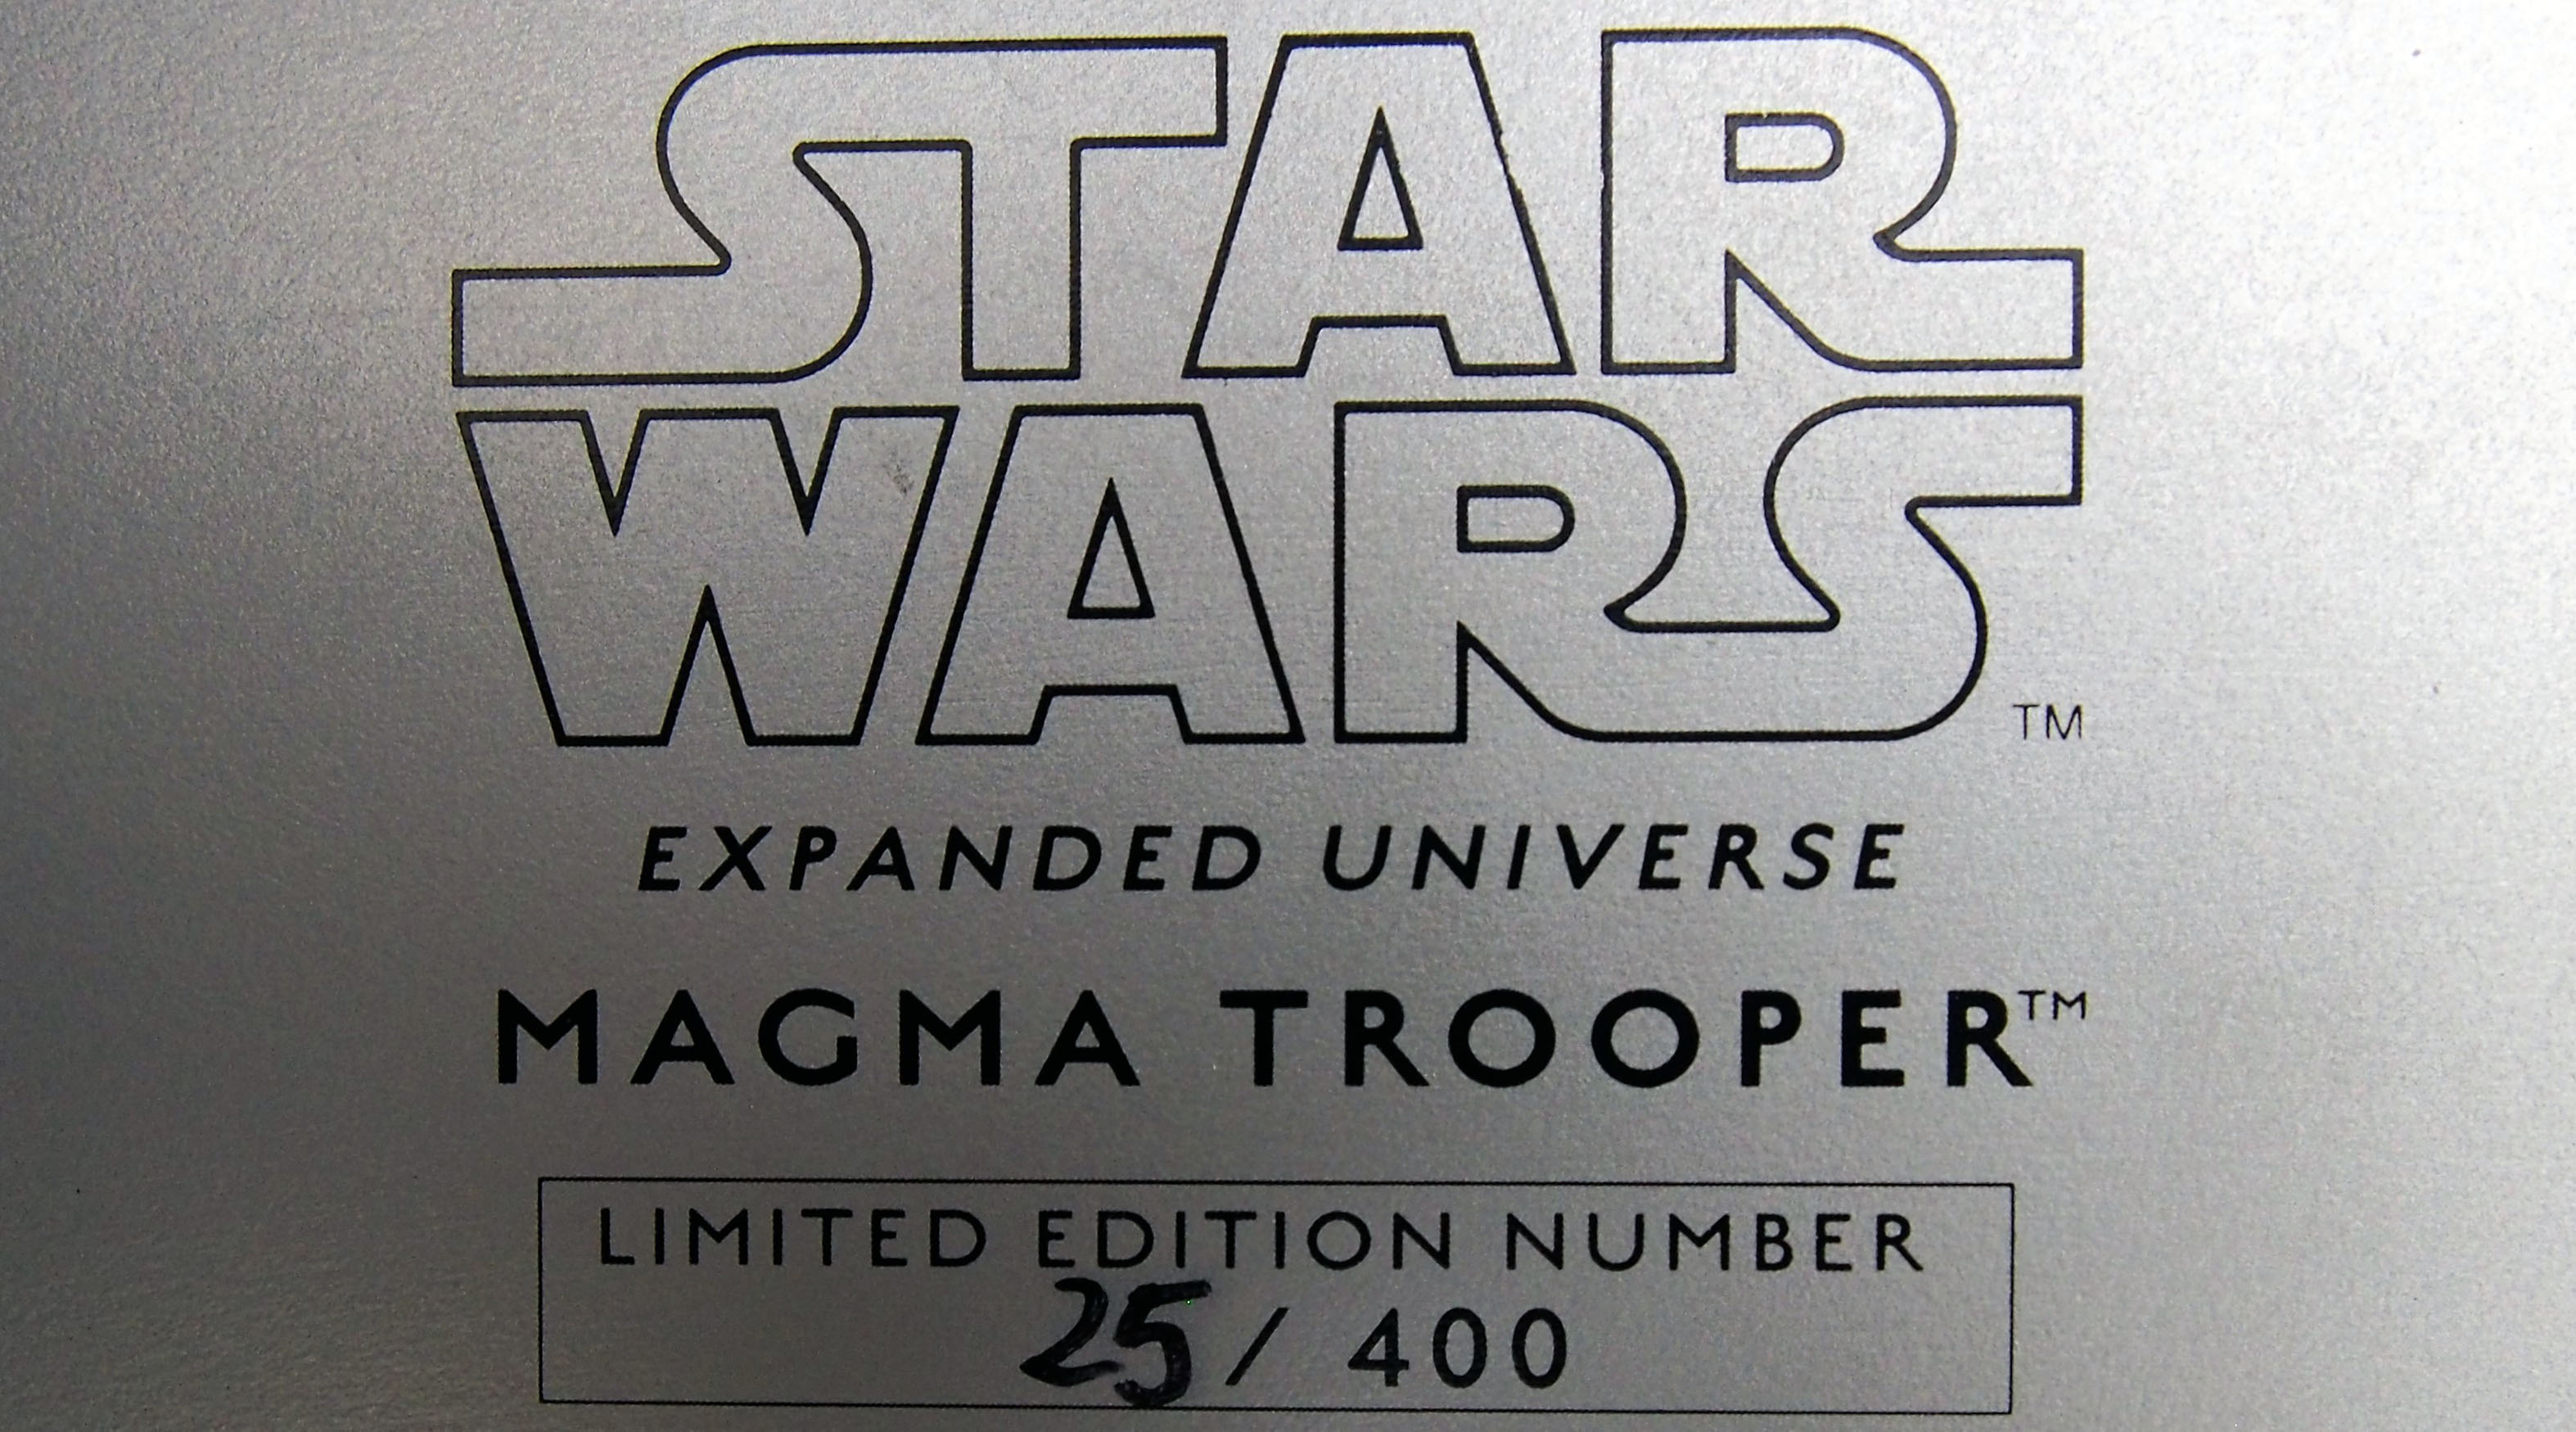 STAR
WARS TM
EXPANDED UNIVERSE
MAGMA TROOPER™
LIMITED EDITION NUMBER
25 / 400